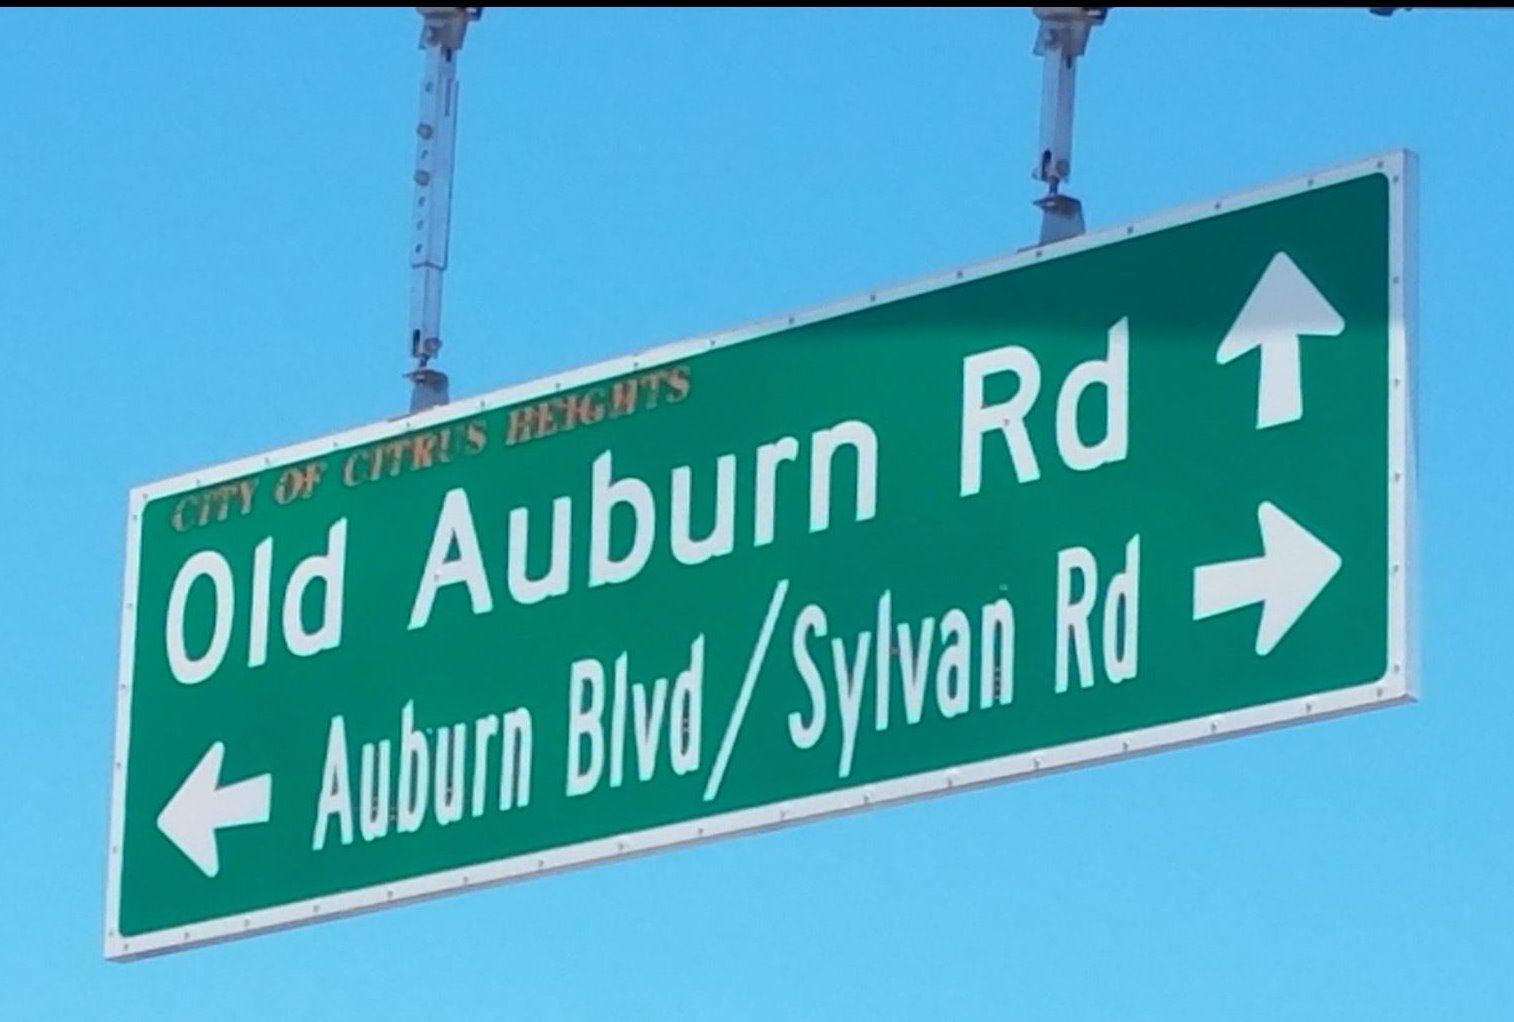 CITY OF CITRUS HEIGHTS
Old Auburn Rd
Auburn Blvd/Sylvan Rd